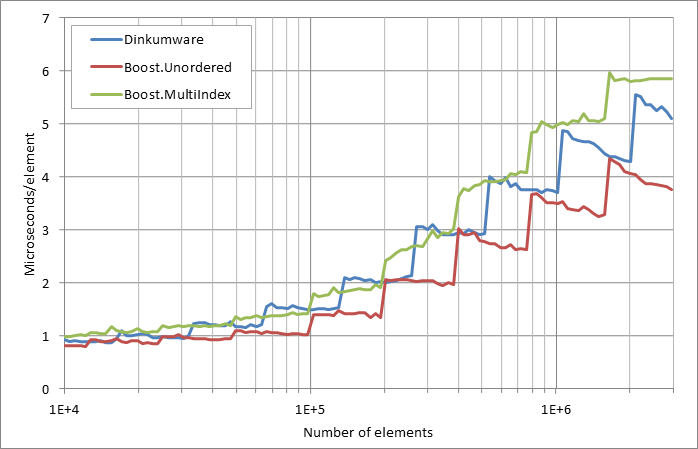 7
6
5
4
3
2
1
0
Microseconds/element
Dinkumware
Boost.Unordered
Boost.MultiIndex
1E+4 1E+5 1E+6
Number of elements